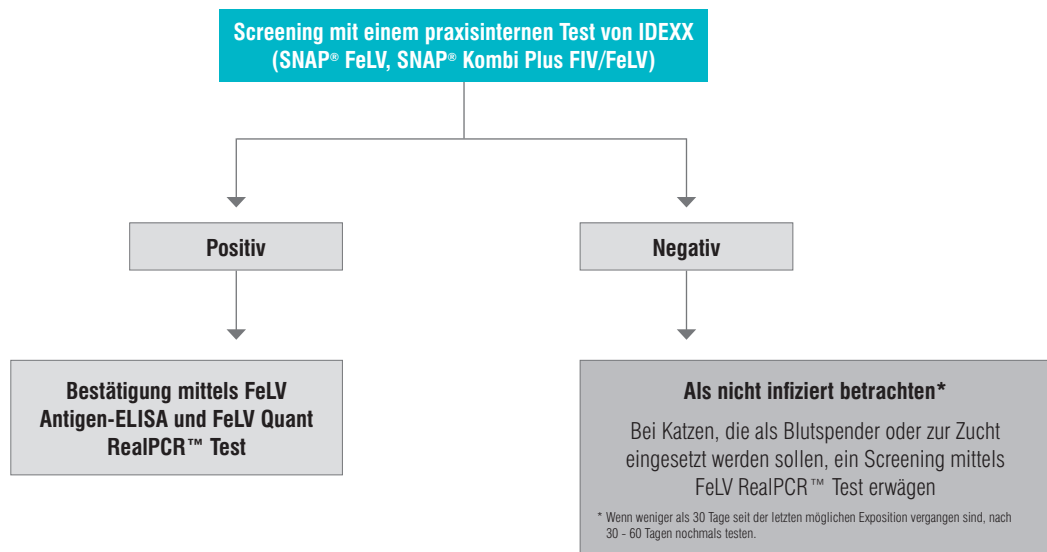 Screening mit einem praxisinternen Test von IDEXX
(SNAP® FeLV, SNAP® Kombi Plus FIV/FeLV)
Positiv
Negativ
Bestätigung mittels FeLV
Antigen-ELISA und FeLV Quant
RealPCR™ Test
Als nicht infiziert betrachten*
Bei Katzen, die als Blutspender oder zur Zucht
eingesetzt werden sollen, ein Screening mittels
FeLV RealPCR™ Test erwägen
* Wenn weniger als 30 Tage seit der letzten möglichen Exposition vergangen sind, nach
30 - 60 Tagen nochmals testen.